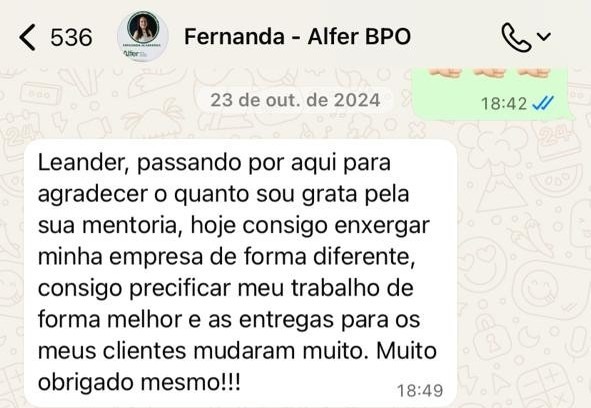 536
Fernanda - Alfer BPO
23 de out. de 2024
18:42
Leander, passando por aqui para
agradecer o quanto sou grata pela
sua mentoria, hoje consigo enxergar
minha empresa de forma diferente,
consigo precificar meu trabalho de
forma melhor e as entregas para os
meus clientes mudaram muito. Muito
obrigado mesmo!!!
18:49